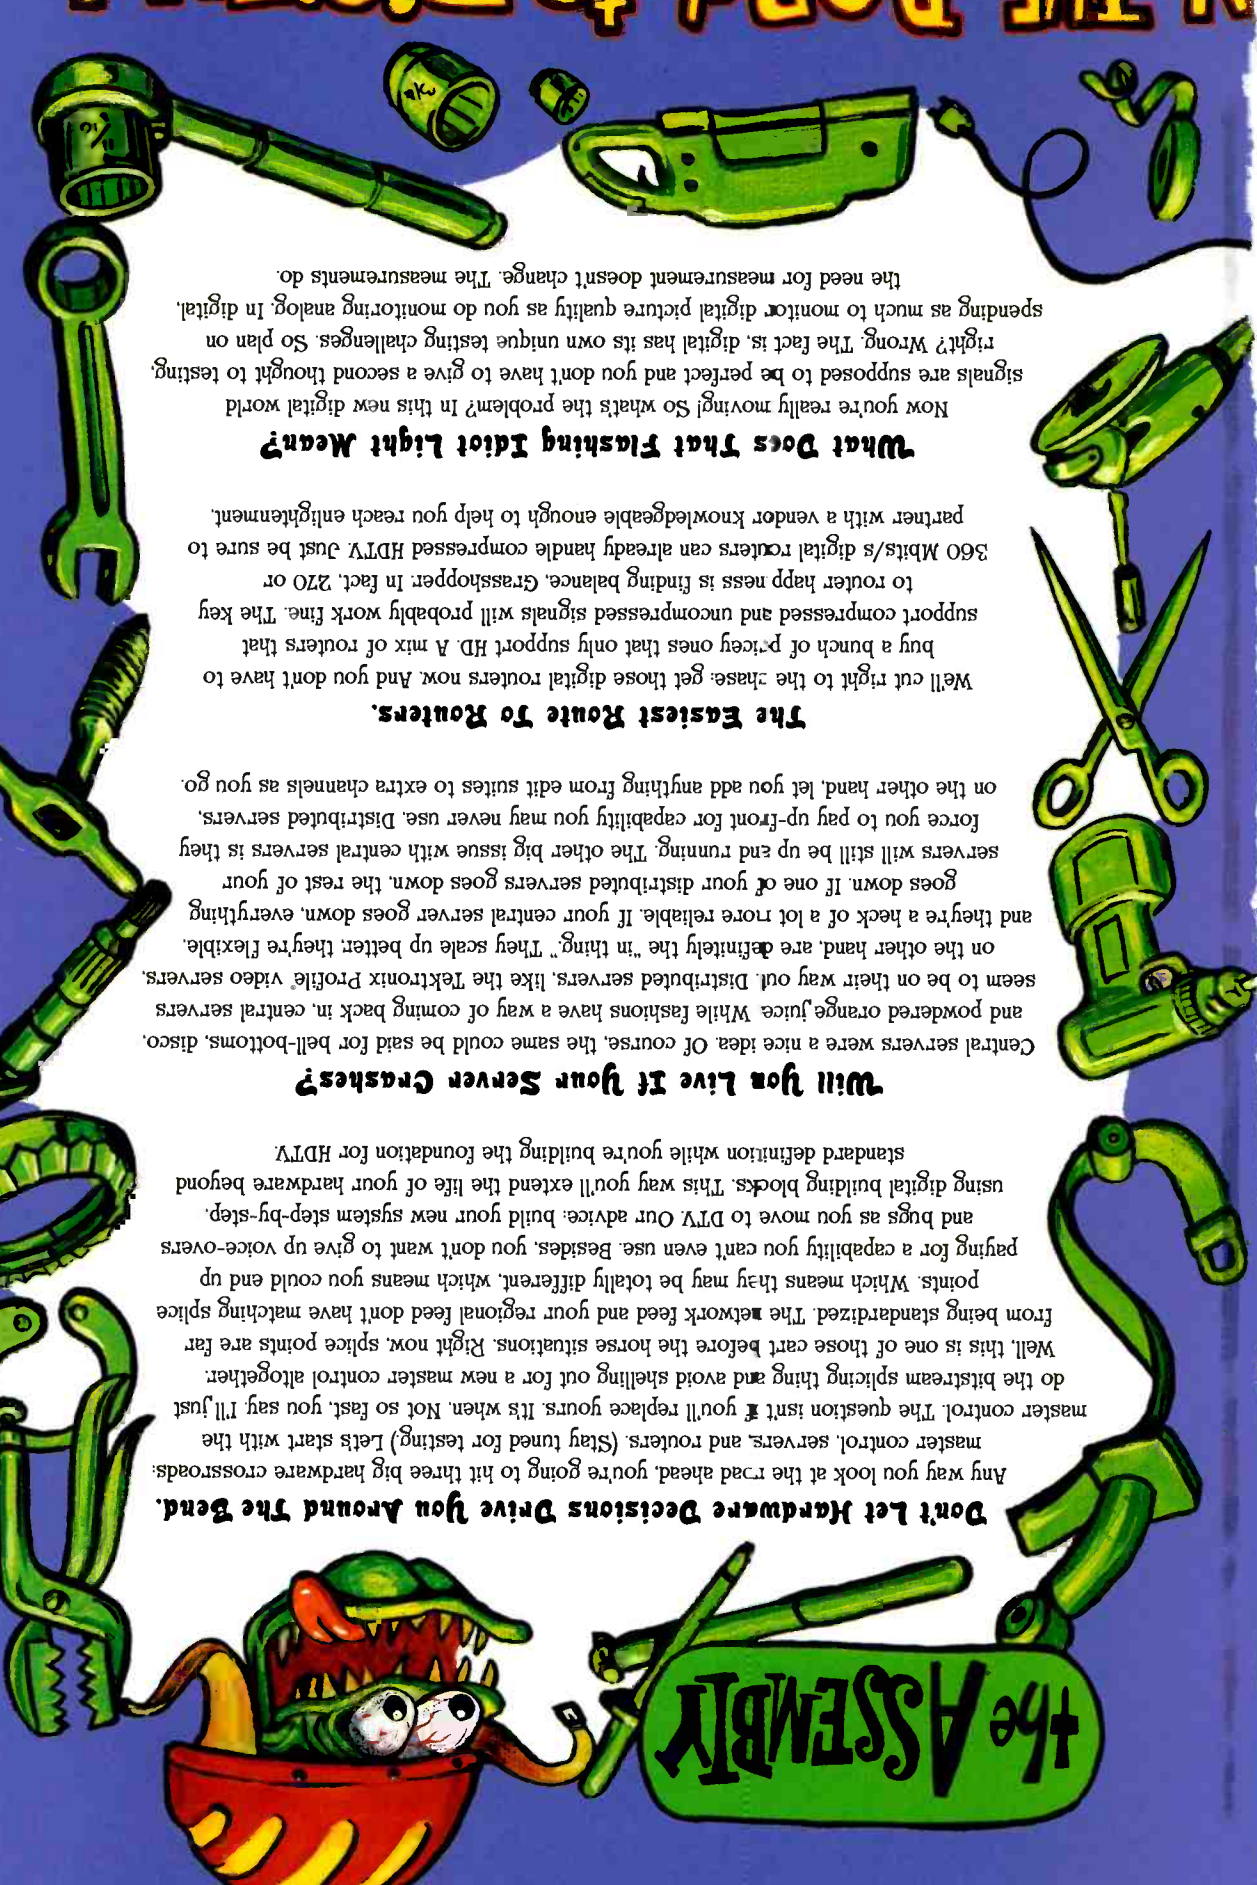 the ASSEMBLY
Don't Let Hardware Decisions Drive You Around The Bend.
Any way you look at the road ahead, you're going to hit three big hardware crossroads:
master control, servers, and routers. (Stay tuned for testing.) Let's start with the
master control. The question isn't if you'll replace yours. It's when. Not so fast, you say. I'll just
do the bitstream splicing thing and avoid shelling out for a new master control altogether.
Well, this is one of those cart before the horse situations. Right now, splice points are far
from being standardized. The network feed and your regional feed don't have matching splice
points. Which means they may be totally different, which means you could end up
paying for a capability you can't even use. Besides, you don't want to give up voice-overs
and bugs as you move to DTV. Our advice: build your new system step-by-step,
using digital building blocks. This way you'll extend the life of your hardware beyond
standard definition while you're building the foundation for HDTV.
Will You Live If Your Server Crashes?
Central servers were a nice idea. Of course, the same could be said for bell-bottoms, disco,
and powdered orange juice. While fashions have a way of coming back in, central servers
seem to be on their way out. Distributed servers, like the Tektronix Profile® video servers,
on the other hand, are definitely the "in thing." They scale up better, they're flexible,
and they're a heck of a lot more reliable. If your central server goes down, everything
goes down. If one of your distributed servers goes down, the rest of your
servers will still be up and running. The other big issue with central servers is they
force you to pay up-front for capability you may never use. Distributed servers,
on the other hand, let you add anything from edit suites to extra channels as you go.
The Easiest Route To Routers.
We'll cut right to the chase: get those digital routers now. And you don't have to
buy a bunch of pricey ones that only support HD. A mix of routers that
support compressed and uncompressed signals will probably work fine. The key
to router happiness is finding balance, Grasshopper. In fact, 270 or
360 Mbits/s digital routers can already handle compressed HDTV. Just be sure to
partner with a vendor knowledgeable enough to help you reach enlightenment.
What Does That Flashing Idiot Light Mean?
Now you're really moving! So what's the problem? In this new digital world
signals are supposed to be perfect and you don't have to give a second thought to testing,
right? Wrong. The fact is, digital has its own unique testing challenges. So plan on
spending as much to monitor digital picture quality as you do monitoring analog. In digital,
the need for measurement doesn't change. The measurements do.